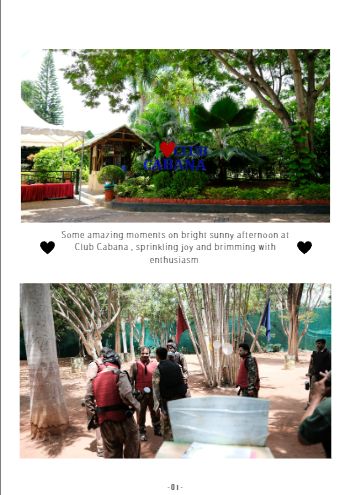 CLUB
CABANA
Some amazing moments on bright sunny afternoon at
Club Cabana , sprinkling joy and brimming with
enthusiasm
-01-